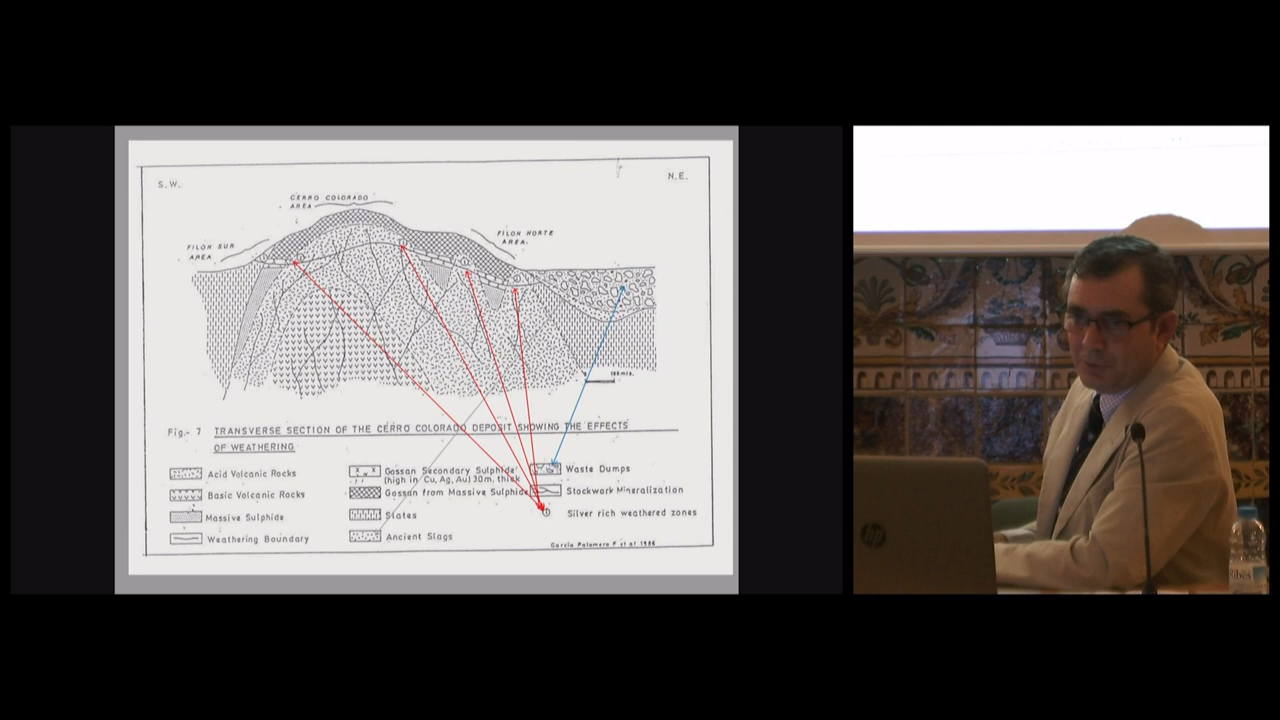 S.W.
N.E.
CERRO COLORADO
AREA
FILON SUR
AREA
FILON NORTE
AREA.
Fig.- 7 TRANSVERSE SECTION OF THE CERRO COLORADO DEPOSIT SHOWING THE EFFECTS
OF WEATHERING
Acid Volcanic Rocks
Basic Volcanic Rocks
Massive Sulphide
Weathering Boundary
Gossan Secondary Sulphide
(high in Cu, Ag, Au) 30m, thick
Gossan from Massive Sulphide
Slates
Ancient Slags
Waste Dumps
Stockwork Mineralization
Silver rich weathered zones
Garcia Palomero F et al 1986
hp
Ribes